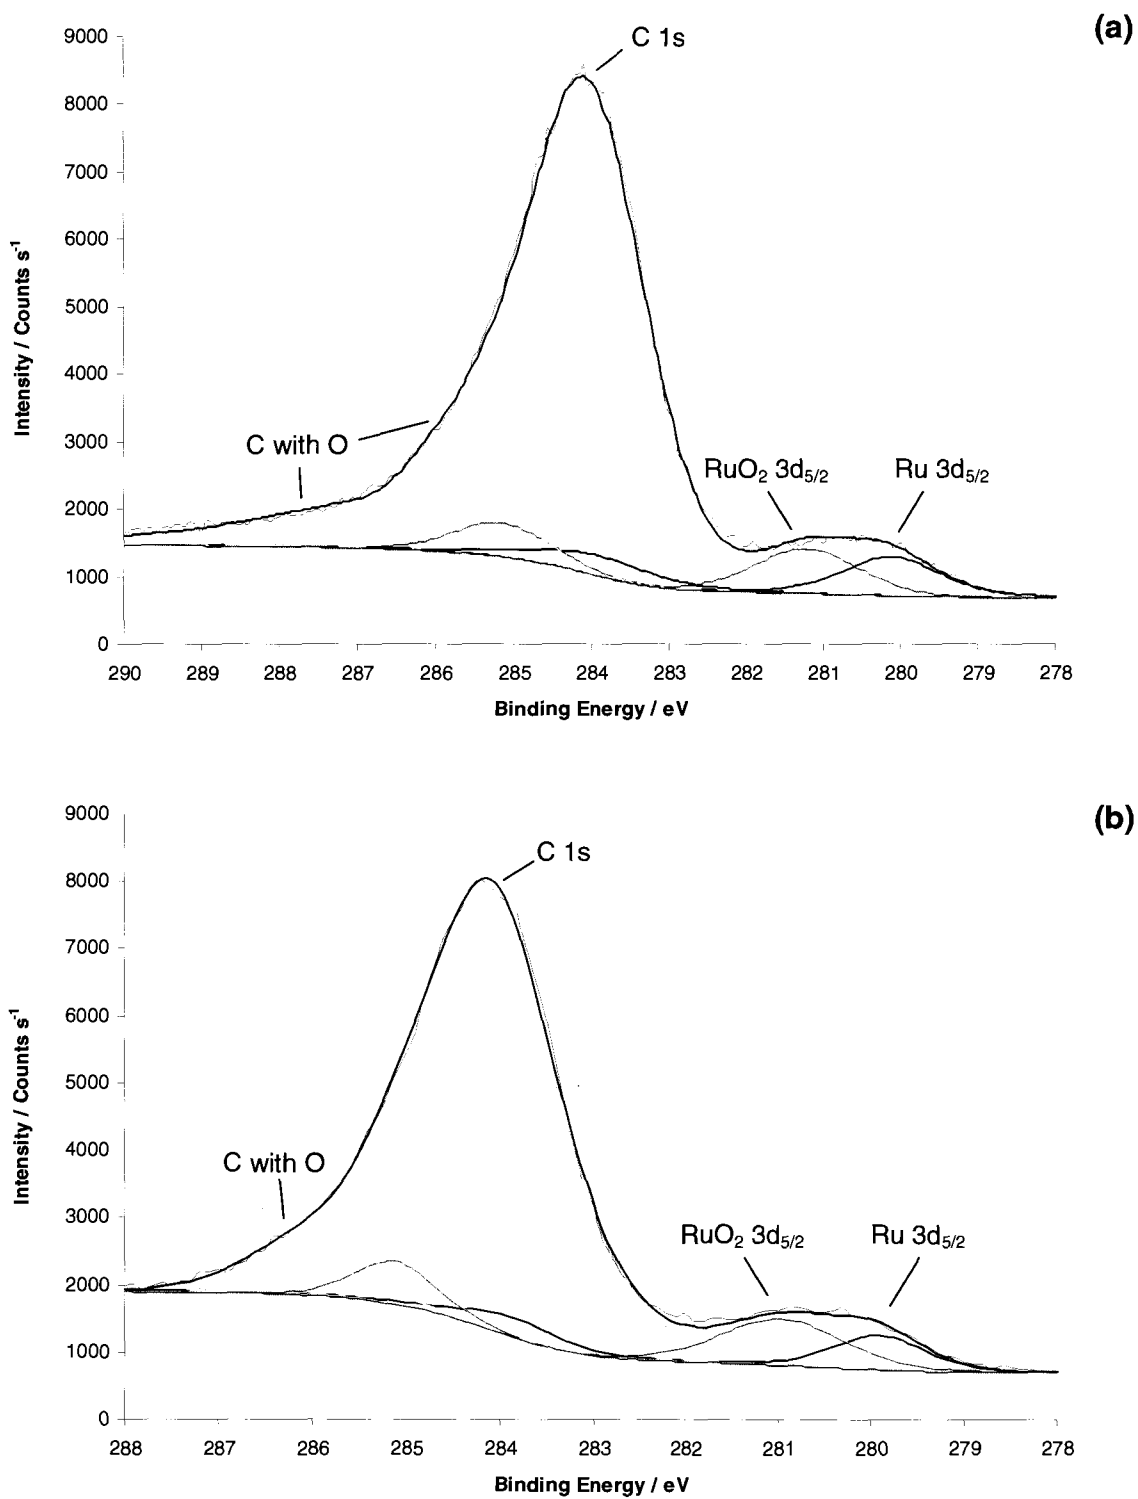 (a)
C 1s
9000
8000
7000
6000
5000
4000
3000
2000
1000
0
Intensity / Counts s⁻¹
C with O
RuO₂ 3d₅/₂
Ru 3d₅/₂
290 289 288 287 286 285 284 283 282 281 280 279 278
Binding Energy / eV
(b)
C 1s
9000
8000
7000
6000
5000
4000
3000
2000
1000
0
Intensity / Counts s⁻¹
C with O
RuO₂ 3d₅/₂
Ru 3d₅/₂
288 287 286 285 284 283 282 281 280 279 278
Binding Energy / eV